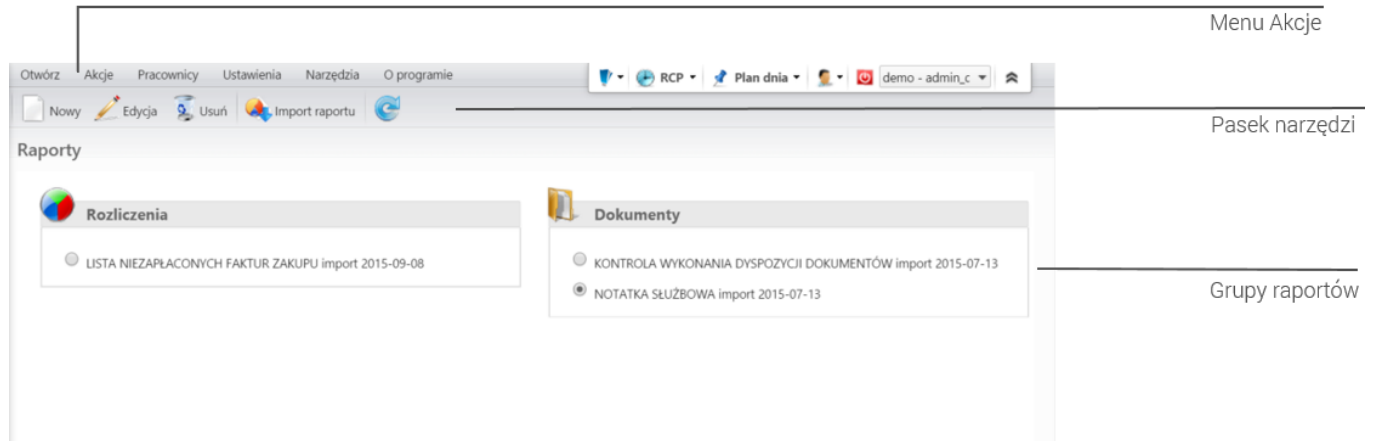 Menu Akcje
Otwórz Akcje Pracownicy Ustawienia Narzędzia O programie RCP Plan dnia demo - admin_c
Nowy Edycja Usuń Import raportu
Pasek narzędzi
Raporty
Rozliczenia Dokumenty
LISTA NIEZAPŁACONYCH FAKTUR ZAKUPU import 2015-09-08 KONTROLA WYKONANIA DYSPOZYCJI DOKUMENTÓW import 2015-07-13
Grupy raportów
NOTATKA SŁUŻBOWA import 2015-07-13